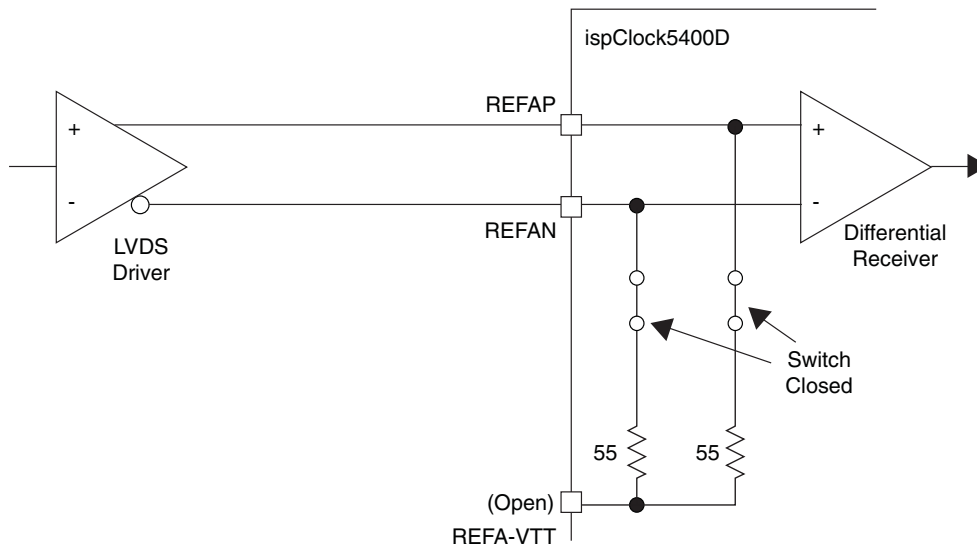 ispClock5400D
REFAP
+
-
+
-
REFAN
LVDS
Driver
Differential
Receiver
Switch
Closed
55
55
(Open)
REFA-VTT